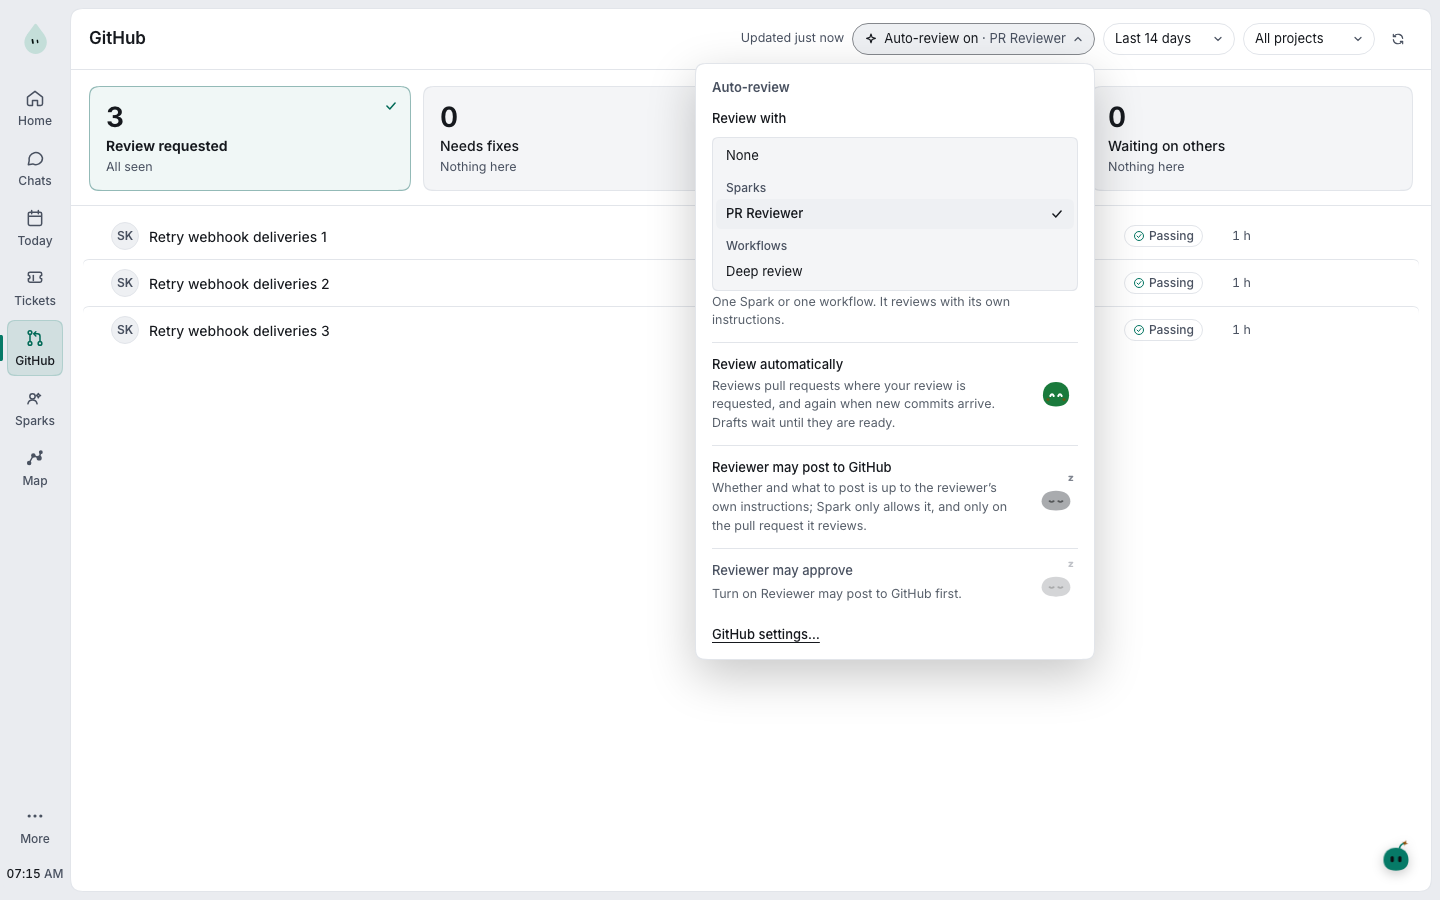 GitHub
Updated just now
Auto-review on · PR Reviewer
Last 14 days
All projects
Home
Chats
Today
Tickets
GitHub
Sparks
Map
More
07:15 AM
3
Review requested
All seen
0
Needs fixes
Nothing here
0
Waiting on others
Nothing here
SK Retry webhook deliveries 1
Passing 1 h
SK Retry webhook deliveries 2
Passing 1 h
SK Retry webhook deliveries 3
Passing 1 h
Auto-review
Review with
None
Sparks
PR Reviewer
Workflows
Deep review
One Spark or one workflow. It reviews with its own
instructions.
Review automatically
Reviews pull requests where your review is
requested, and again when new commits arrive.
Drafts wait until they are ready.
Reviewer may post to GitHub
z
Whether and what to post is up to the reviewer’s
own instructions; Spark only allows it, and only on
the pull request it reviews.
Reviewer may approve
z
Turn on Reviewer may post to GitHub first.
GitHub settings...